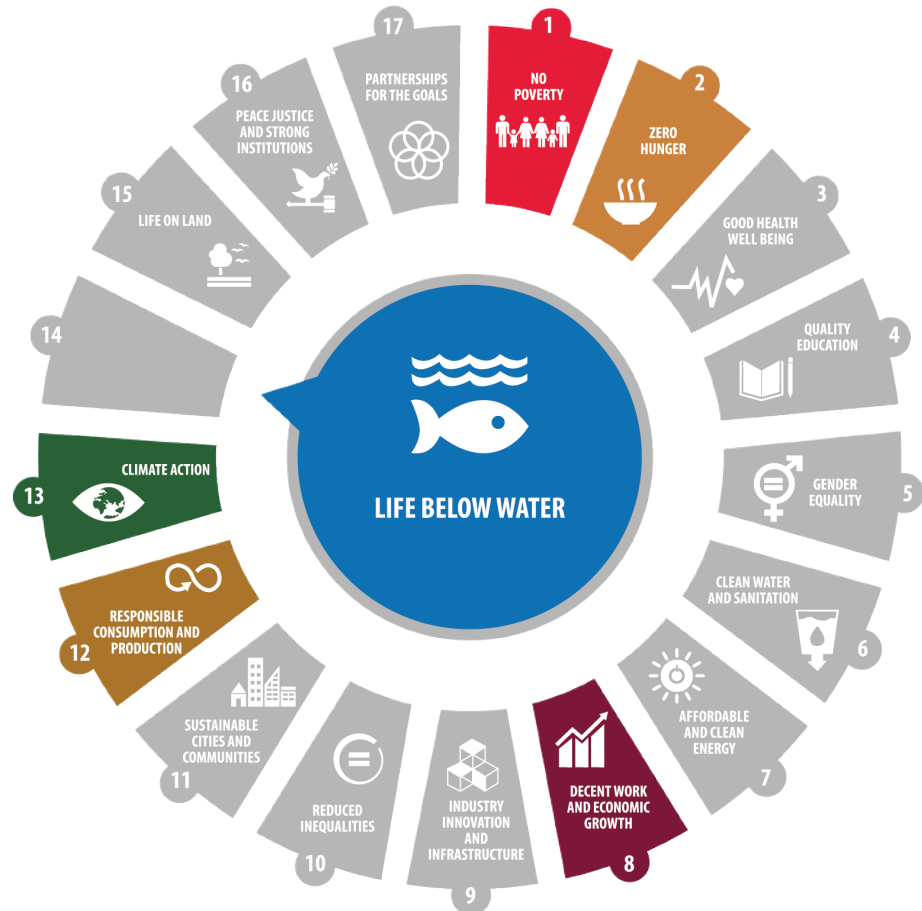 1
NO
POVERTY
2
ZERO
HUNGER
3
GOOD HEALTH
WELL BEING
4
QUALITY
EDUCATION
5
GENDER
EQUALITY
CLEAN WATER
AND SANITATION
6
AFFORDABLE
AND CLEAN
ENERGY
7
DECENT WORK
AND ECONOMIC
GROWTH
8
INDUSTRY
INNOVATION
AND
INFRASTRUCTURE
9
REDUCED
INEQUALITIES
10
SUSTAINABLE
CITIES AND
COMMUNITIES
11
RESPONSIBLE
CONSUMPTION AND
PRODUCTION
12
CLIMATE ACTION
13
14
15
LIFE ON LAND
16
PEACE JUSTICE
AND STRONG
INSTITUTIONS
17
PARTNERSHIPS
FOR THE GOALS
LIFE BELOW WATER